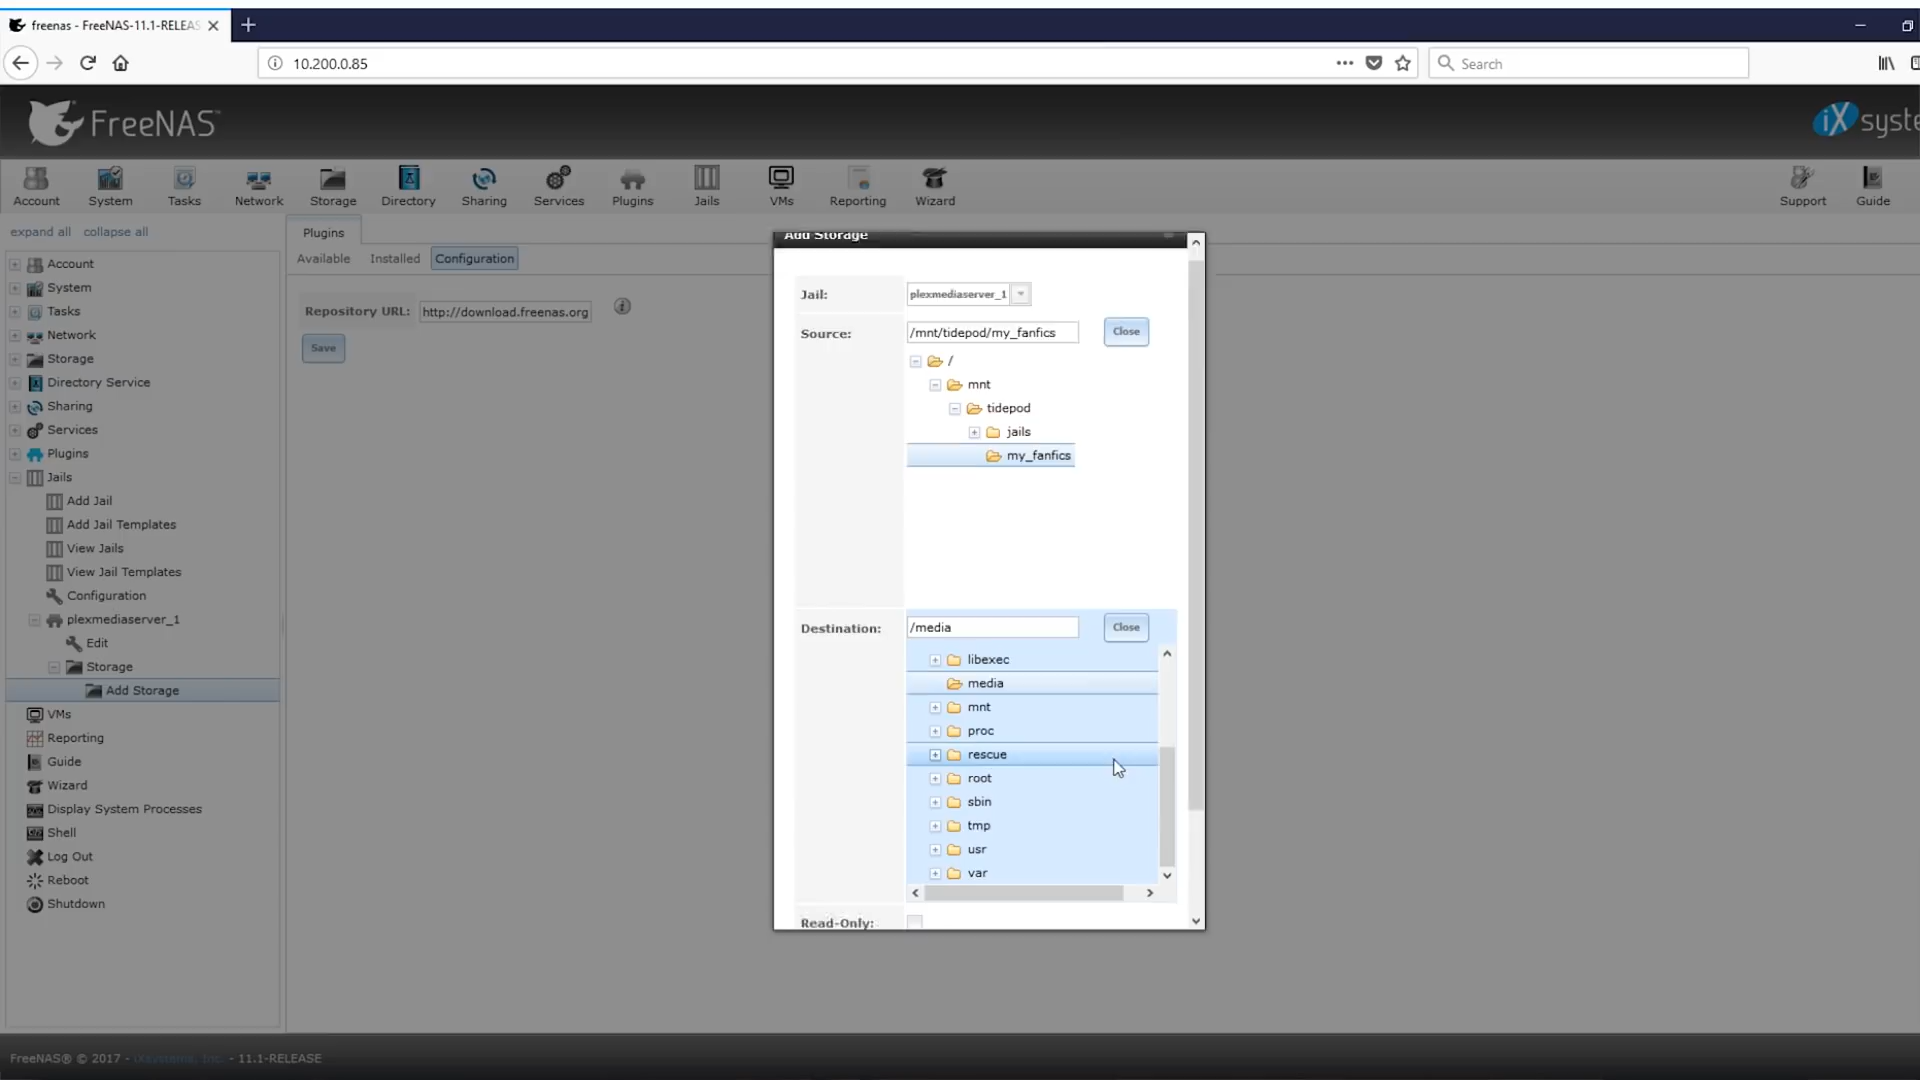 freenas - FreeNAS-11.1-RELEAS
10.200.0.85
Search
FreeNAS
iX syste
Account System Tasks Network Storage Directory Sharing Services Plugins Jails VMs Reporting Wizard Support Guide
expand all collapse all
Plugins
Available Installed Configuration
Repository URL: http://download.freenas.org
Save
Account
System
Tasks
Network
Storage
Directory Service
Sharing
Services
Plugins
Jails
Add Jail
Add Jail Templates
View Jails
View Jail Templates
Configuration
plexmediaserver_1
Edit
Storage
Add Storage
VMs
Reporting
Guide
Wizard
Display System Processes
Shell
Log Out
Reboot
Shutdown
Add Storage
Jail: plexmediaserver_1
Source: /mnt/tidepod/my_fanfics Close
/
mnt
tidepod
jails
my_fanfics
Destination: /media Close
libexec
media
mnt
proc
rescue
root
sbin
tmp
usr
var
Read-Only:
FreeNAS® © 2017 - iXsystems, Inc. - 11.1-RELEASE